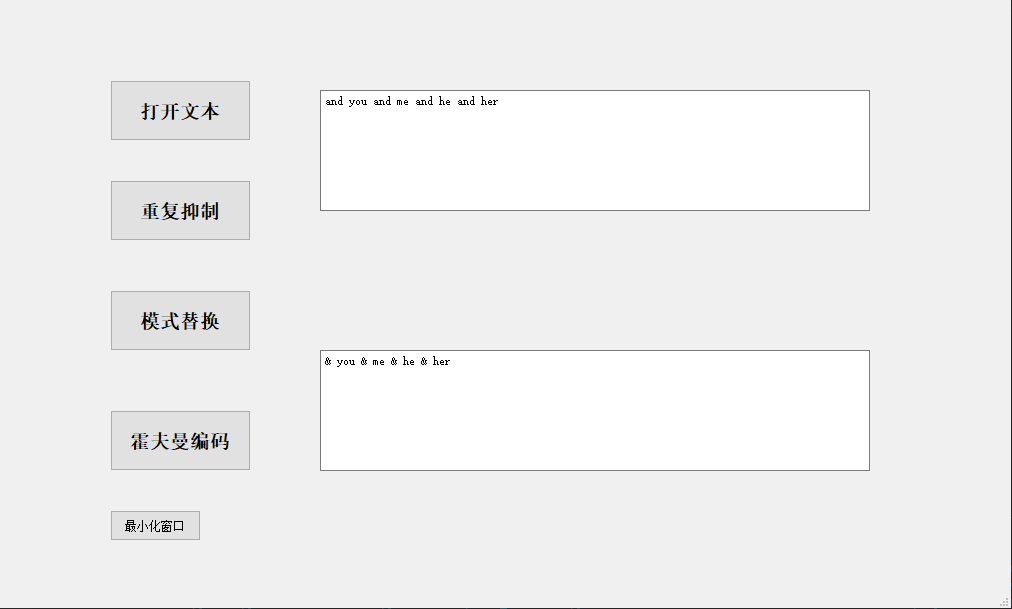 打开文本
and you and me and he and her
重复抑制
模式替换
& you & me & he & her
霍夫曼编码
最小化窗口